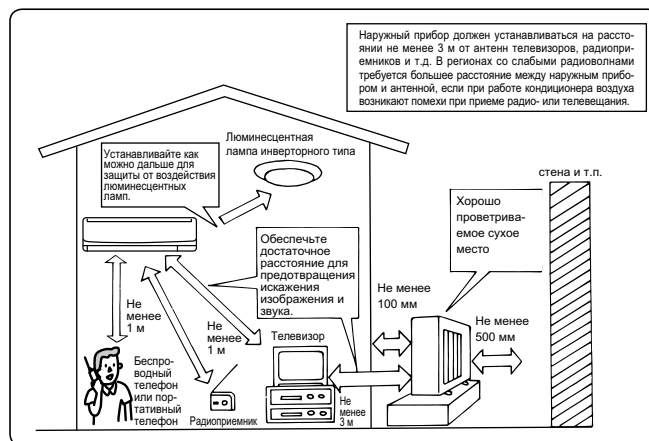 Наружный прибор должен устанавливаться на рассто-
янии не менее 3 м от антенн телевизоров, радиопри-
емников и т.д. В регионах со слабыми радиоволнами
требуется большее расстояние между наружным прибо-
ром и антенной, если при работе кондиционера воздуха
возникают помехи при приеме радио- или телевещания.
Люминесцентная
лампа инверторного типа
Устанавливайте как
можно дальше для
защиты от воздействия
люминесцентных
ламп.
стена и т.п.
Хорошо
проветрива-
емое сухое
место
Обеспечьте
достаточное
расстояние для
предотвращения
искажения
изображения и
звука.
Не менее
100 мм
Не менее
500 мм
Не
менее
1 м
Не
менее
1 м
Телевизор
Беспро-
водный
телефон
или пор-
тативный
телефон
Радиоприемник
Не
менее
3 м